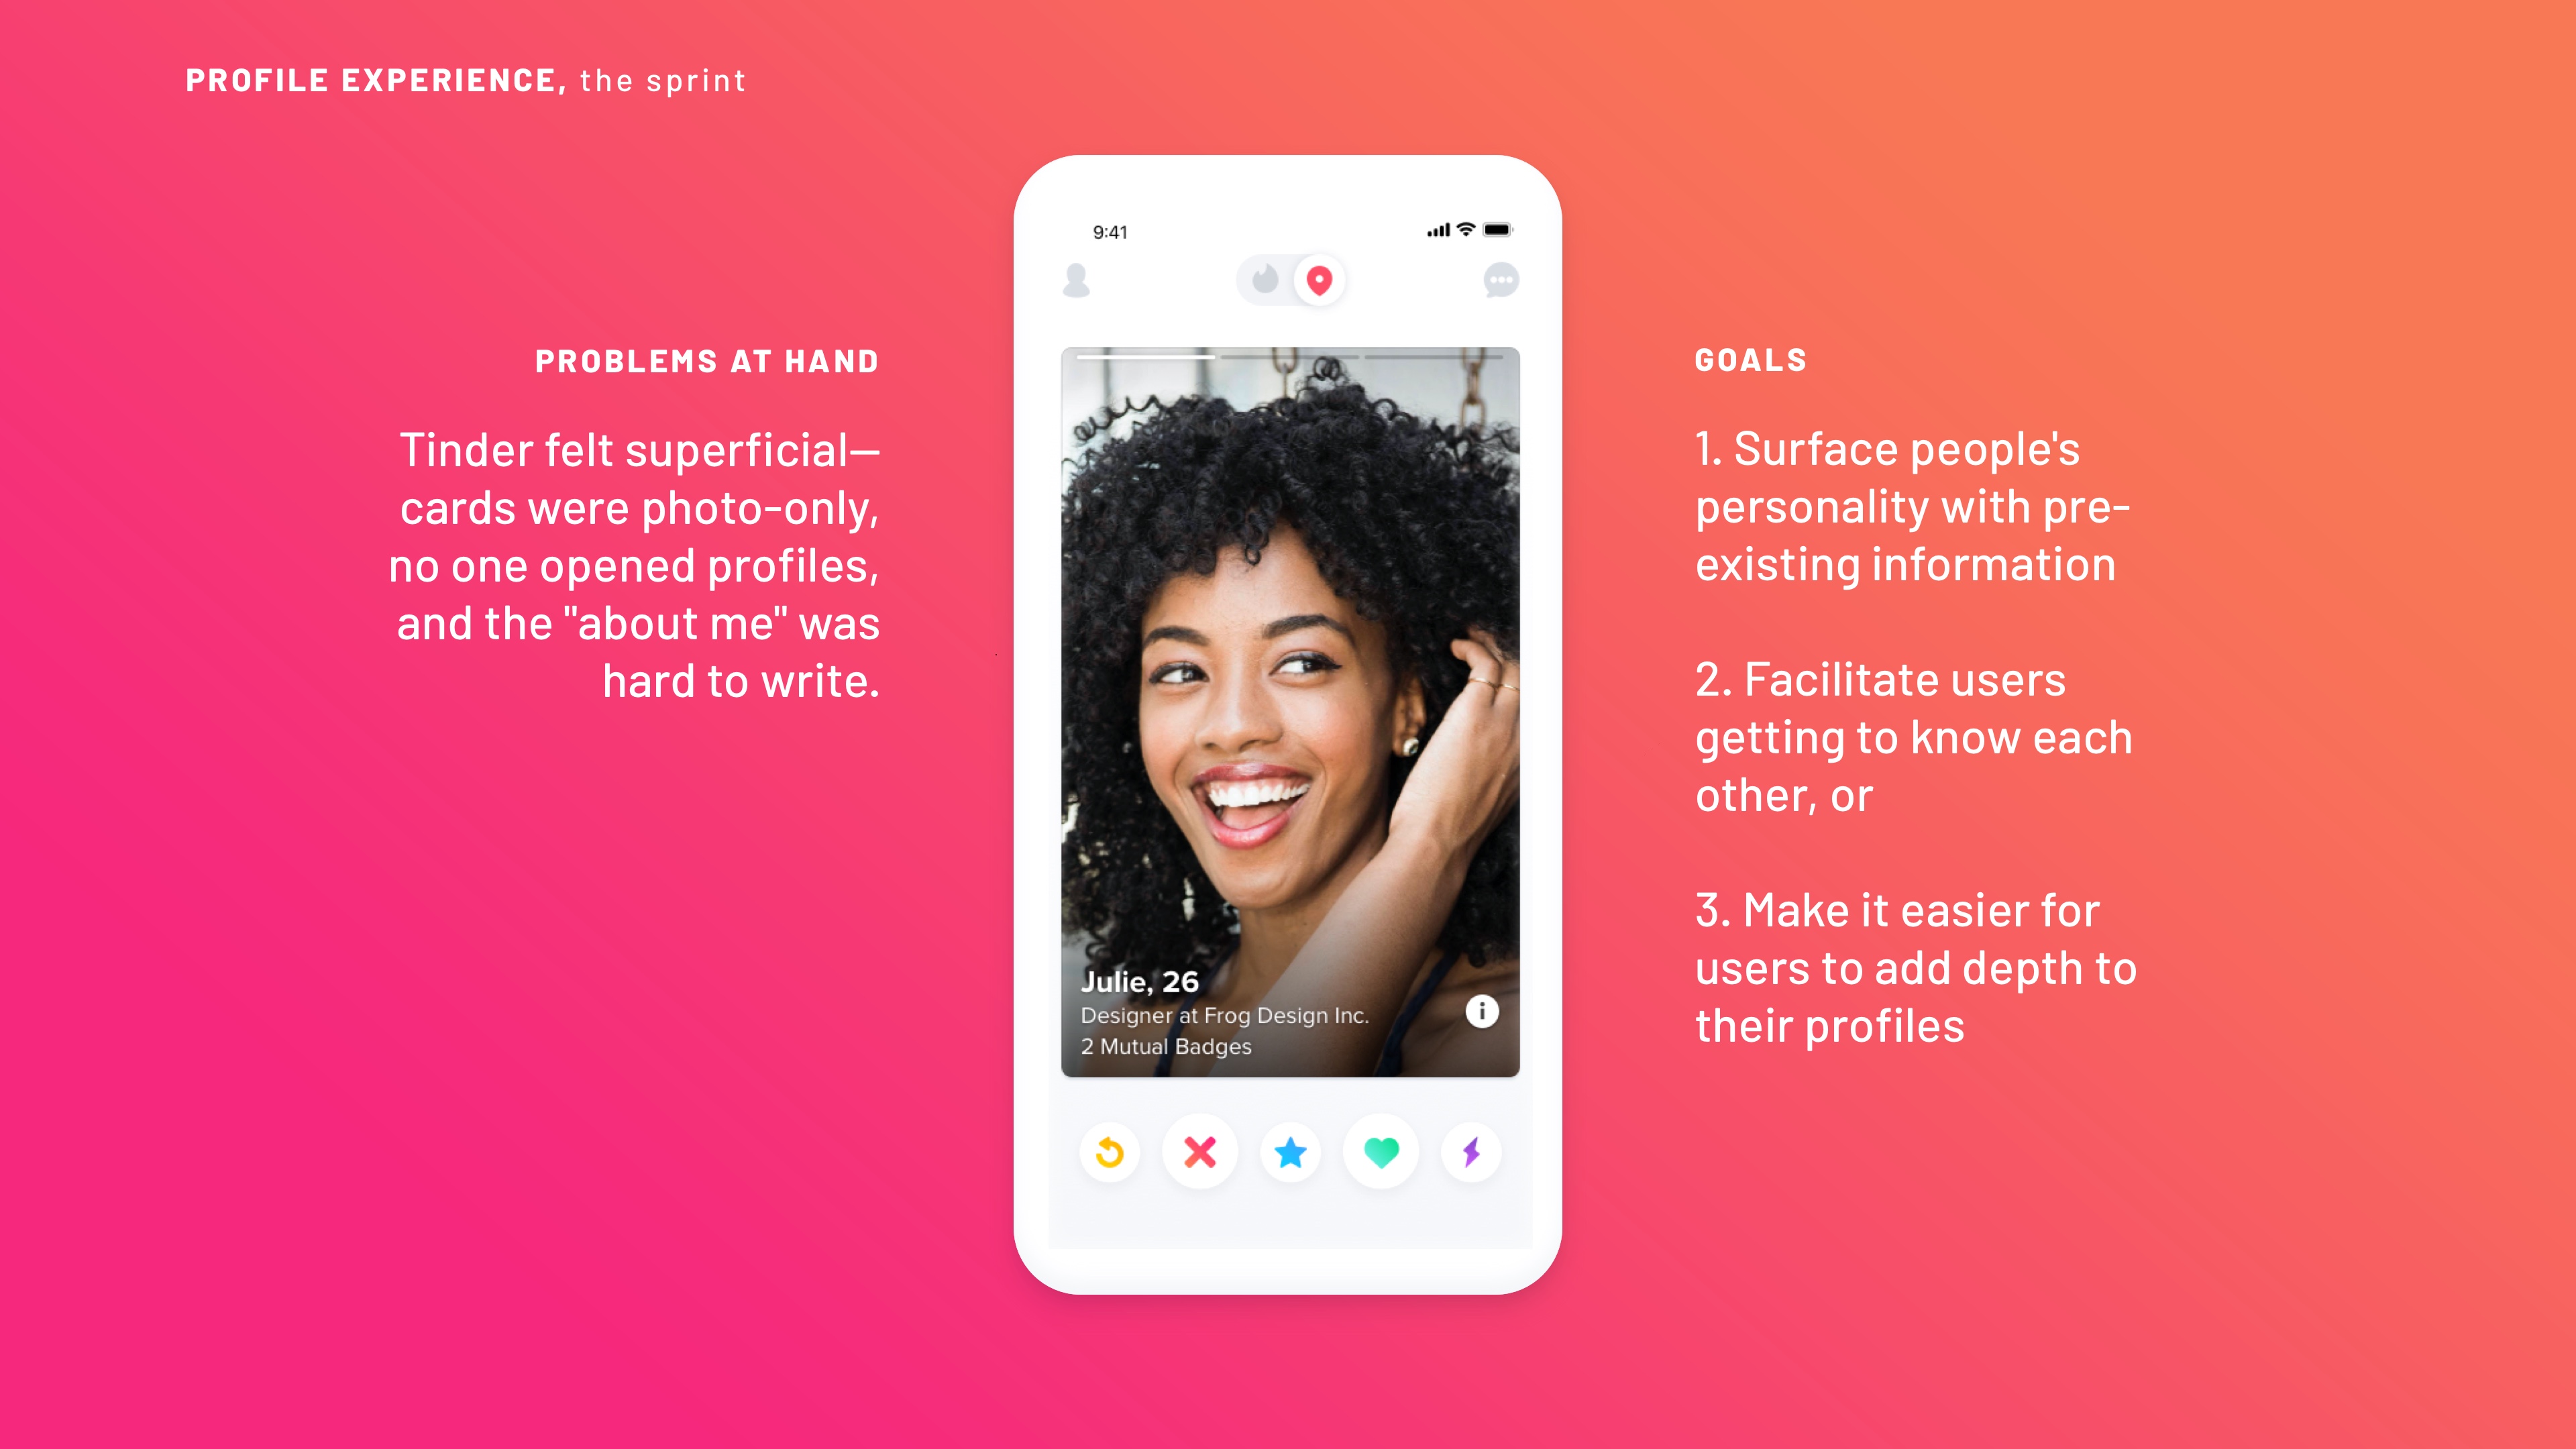 PROFILE EXPERIENCE, the sprint
PROBLEMS AT HAND
Tinder felt superficial—
cards were photo-only,
no one opened profiles,
and the "about me" was
hard to write.
9:41
Julie, 26
Designer at Frog Design Inc.
2 Mutual Badges
GOALS
1. Surface people's
personality with pre-
existing information
2. Facilitate users
getting to know each
other, or
3. Make it easier for
users to add depth to
their profiles